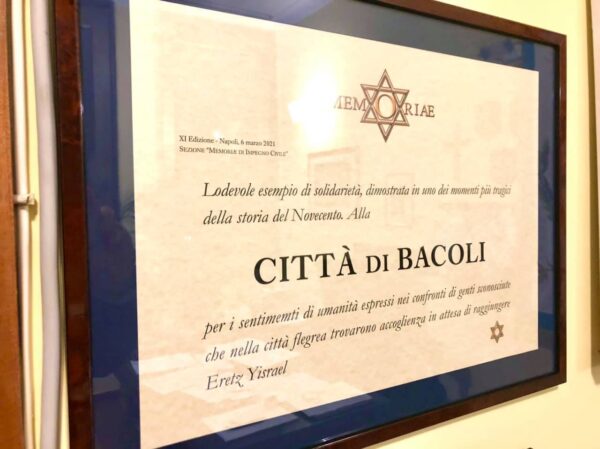 MEMORIAE
XI Edizione - Napoli, 6 marzo 2021
Sezione "Memoriæ di Impegno Civile"
Lodevole esempio di solidarietà, dimostrata in uno dei momenti più tragici
della storia del Novecento. Alla
CITTÀ DI BACOLI
per i sentimemti di umanità espressi nei confronti di genti sconosciute
che nella città flegrea trovarono accoglienza in attesa di raggiungere
Eretz Yisrael